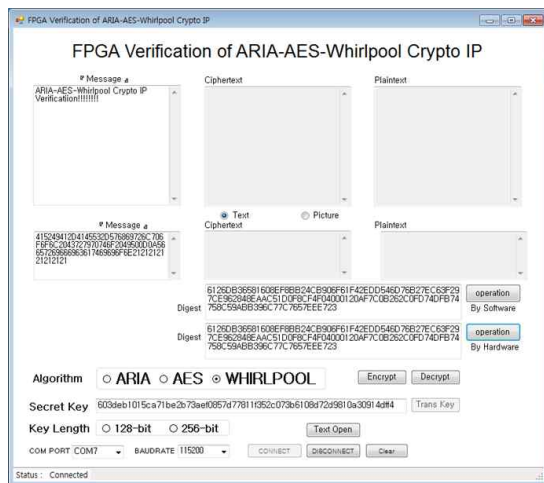 FPGA Verification of ARIA-AES-Whirlpool Crypto IP
FPGA Verification of ARIA-AES-Whirlpool Crypto IP
Message
Ciphertext
Plaintext
ARIA-AES-Whirlpool Crypto IP
Verification!!!!!!!!
Text
Picture
Message
Ciphertext
Plaintext
415249412D4145532D576869726C706
F6F6C2043727970746F2049500D0A56
6572696669636174696F6E21212121
21212121
Digest
6126DB36581608EF8BB24CB906F61F42EDD546D76B27EC63F29
7CE962848EAAC51D0F8CF4F04000120AF7C0B262C0FD74DFB74
758C59ABB396C77C7657EEE723
operation
By Software
Digest
6126DB36581608EF8BB24CB906F61F42EDD546D76B27EC63F29
7CE962848EAAC51D0F8CF4F04000120AF7C0B262C0FD74DFB74
758C59ABB396C77C7657EEE723
operation
By Hardware
Algorithm ARIA AES WHIRLPOOL Encrypt Decrypt
Secret Key 603deb1015ca71be2b73aef0857d77811f352c073b6108d72d9810a30914dff4 Trans Key
Key Length 128-bit 256-bit Text Open
COM PORT COM7 BAUDRATE 115200 CONNECT DISCONNECT Clear
Status : Connected